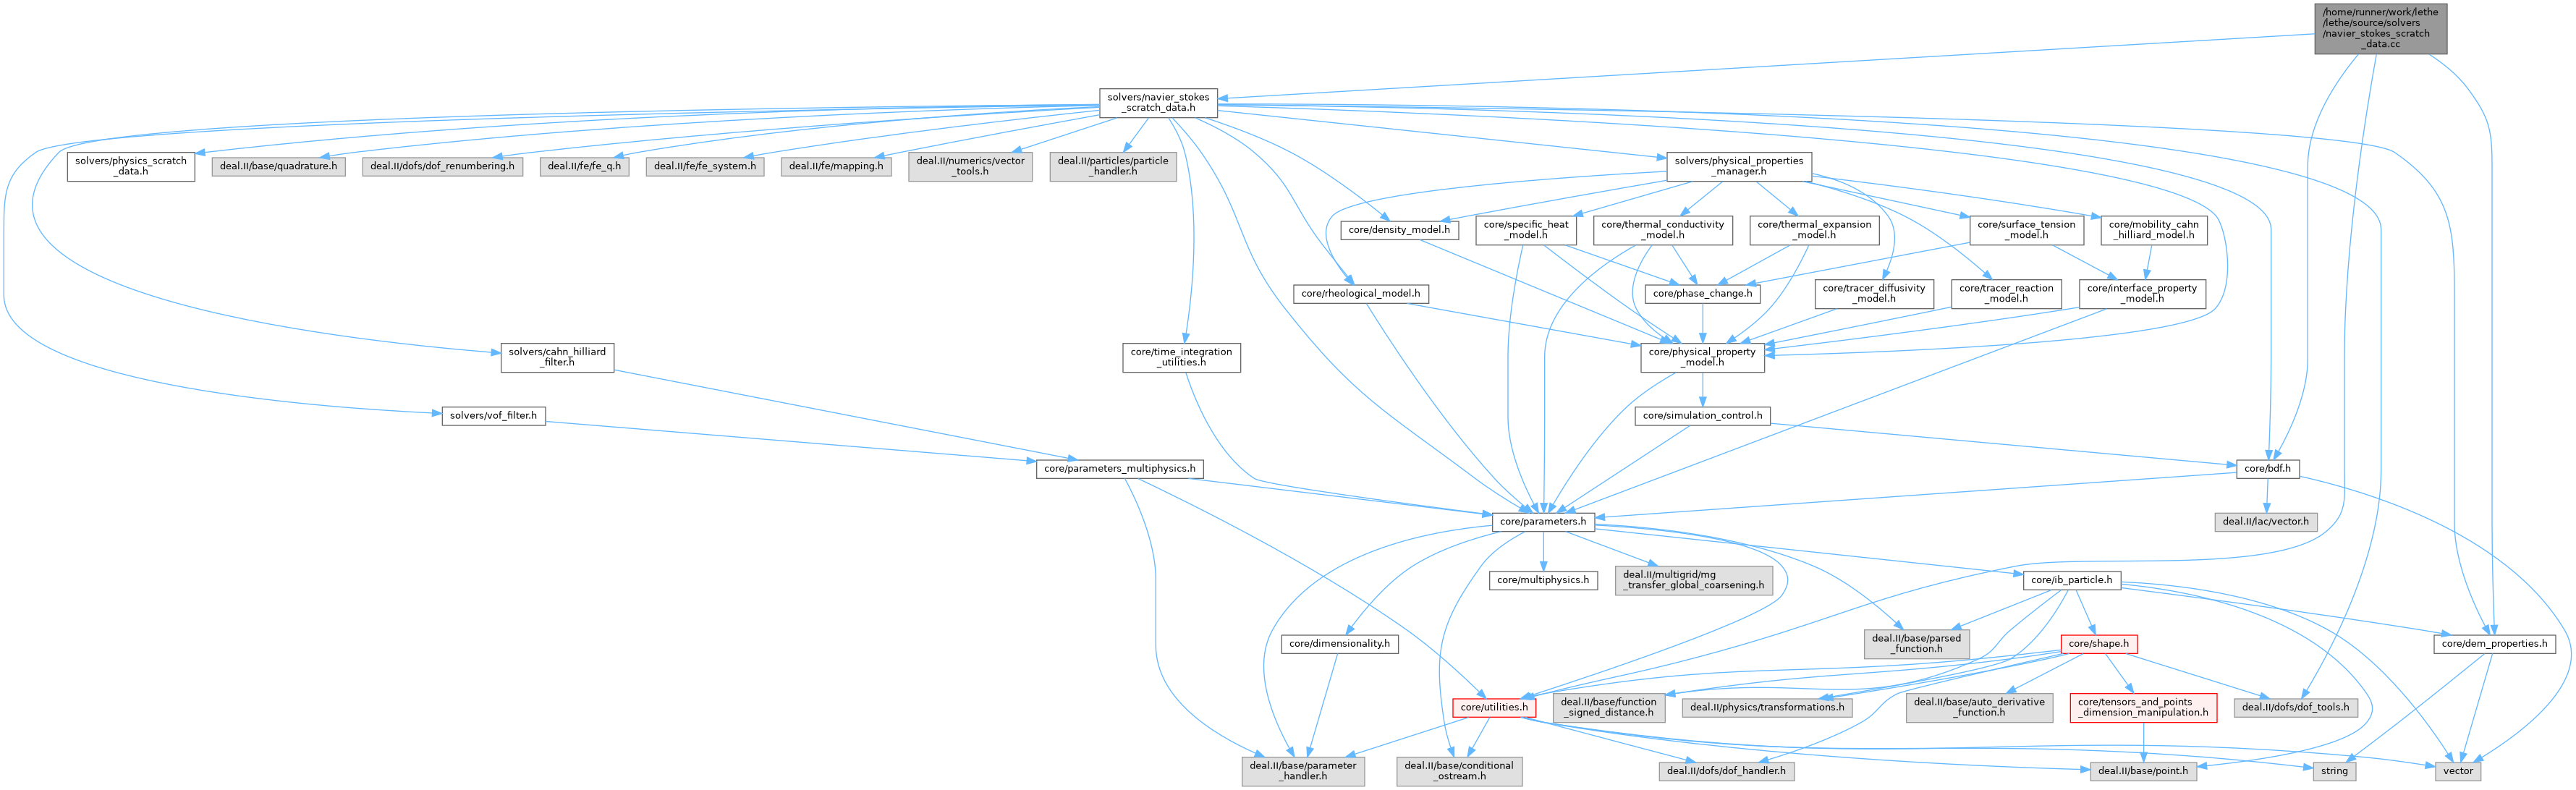 /home/runner/work/lethe
/lethe/source/solvers
/navier_stokes_scratch
_data.cc
solvers/navier_stokes
_scratch_data.h
solvers/physics_scratch
_data.h
deal.II/base/quadrature.h
deal.II/dofs/dof_renumbering.h
deal.II/fe/fe_q.h
deal.II/fe/fe_system.h
deal.II/fe/mapping.h
deal.II/numerics/vector
_tools.h
deal.II/particles/particle
_handler.h
solvers/physical_properties
_manager.h
core/density_model.h
core/specific_heat
_model.h
core/thermal_conductivity
_model.h
core/thermal_expansion
_model.h
core/surface_tension
_model.h
core/mobility_cahn
_hilliard_model.h
core/rheological_model.h
core/phase_change.h
core/tracer_diffusivity
_model.h
core/tracer_reaction
_model.h
core/interface_property
_model.h
solvers/cahn_hilliard
_filter.h
core/time_integration
_utilities.h
core/physical_property
_model.h
solvers/vof_filter.h
core/simulation_control.h
core/parameters_multiphysics.h
core/bdf.h
core/parameters.h
deal.II/lac/vector.h
core/multiphysics.h
deal.II/multigrid/mg
_transfer_global_coarsening.h
core/ib_particle.h
core/dimensionality.h
deal.II/base/parsed
_function.h
core/shape.h
core/dem_properties.h
core/utilities.h
deal.II/base/function
_signed_distance.h
deal.II/physics/transformations.h
deal.II/base/auto_derivative
_function.h
core/tensors_and_points
_dimension_manipulation.h
deal.II/dofs/dof_tools.h
deal.II/base/parameter
_handler.h
deal.II/base/conditional
_ostream.h
deal.II/dofs/dof_handler.h
deal.II/base/point.h
string
vector